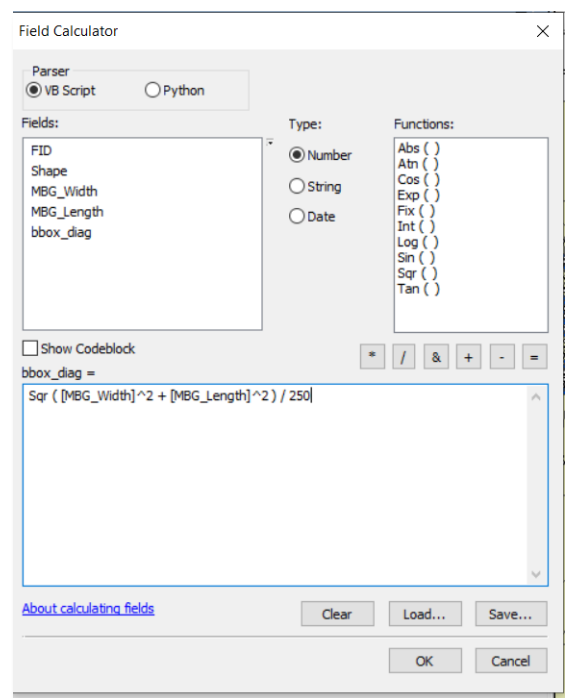 Field Calculator
Parser
VB Script Python
Fields: Type: Functions:
FID
Shape
MBG_Width
MBG_Length
bbox_diag
Number
String
Date
Abs ( )
Atn ( )
Cos ( )
Exp ( )
Fix ( )
Int ( )
Log ( )
Sin ( )
Sqr ( )
Tan ( )
Show Codeblock
* / & + - =
bbox_diag =
Sqr ( [MBG_Width]^2 + [MBG_Length]^2 ) / 250
About calculating fields
Clear Load... Save...
OK Cancel